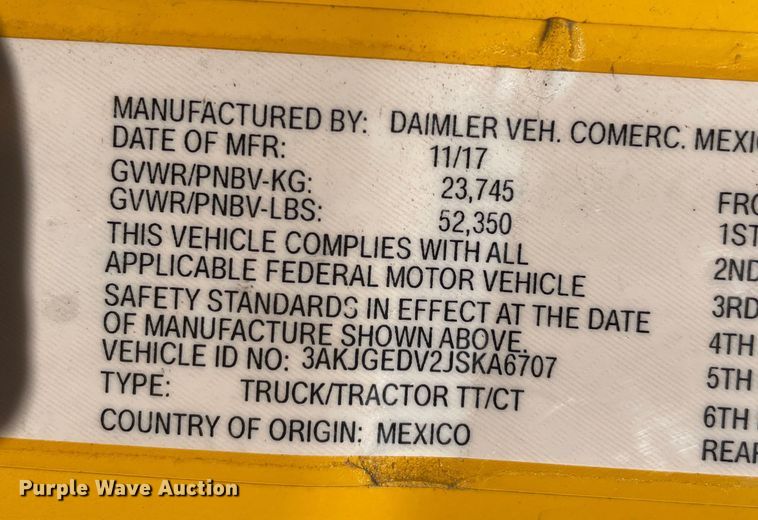 MANUFACTURED BY: DAIMLER VEH. COMERC.
DATE OF MFR: 11/17
GVWR/PNBV-KG: 23,745
GVWR/PNBV-LBS: 52,350
THIS VEHICLE COMPLIES WITH ALL
APPLICABLE FEDERAL MOTOR VEHICLE
SAFETY STANDARDS IN EFFECT AT THE DATE
OF MANUFACTURE SHOWN ABOVE.
VEHICLE ID NO: 3AKJGEDV2JSKA6707
TYPE: TRUCK/TRACTOR TT/CT
COUNTRY OF ORIGIN: MEXICO
1ST
2ND
3RD
4TH
5TH
6TH
Purple Wave Auction